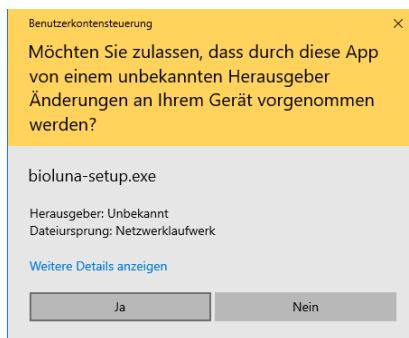 Benutzerkontensteuerung
Möchten Sie zulassen, dass durch diese App
von einem unbekannten Herausgeber
Änderungen an Ihrem Gerät vorgenommen
werden?
bioluna-setup.exe
Herausgeber: Unbekannt
Dateiursprung: Netzwerklaufwerk
Weitere Details anzeigen
Ja
Nein